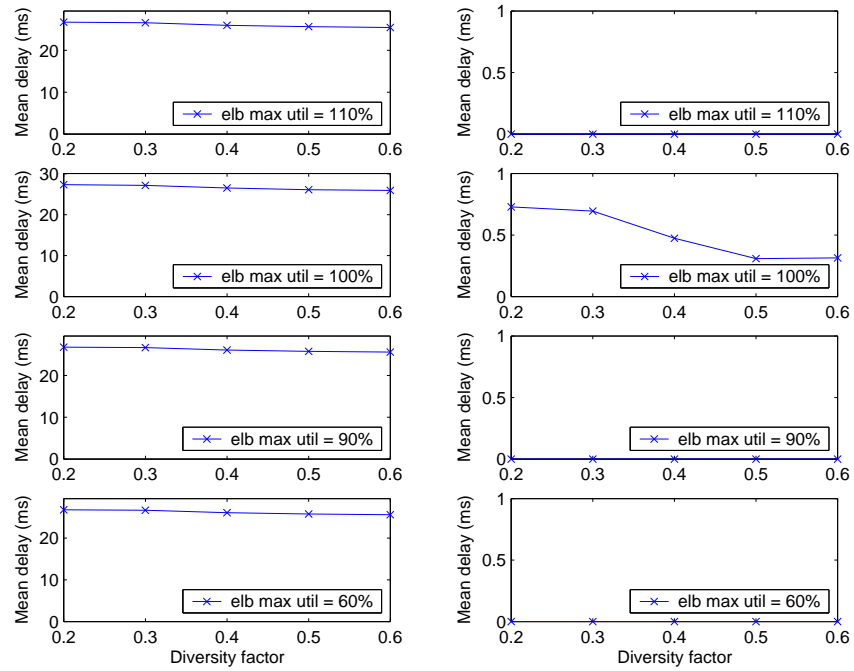 Mean delay (ms)
20
10
0
0.2 0.3 0.4 0.5 0.6
elb max util = 110%
Mean delay (ms)
1
0.5
0
0.2 0.3 0.4 0.5 0.6
elb max util = 110%
Mean delay (ms)
30
20
10
0
0.2 0.3 0.4 0.5 0.6
elb max util = 100%
Mean delay (ms)
1
0.5
0
0.2 0.3 0.4 0.5 0.6
elb max util = 100%
Mean delay (ms)
20
10
0
0.2 0.3 0.4 0.5 0.6
elb max util = 90%
Mean delay (ms)
1
0.5
0
0.2 0.3 0.4 0.5 0.6
elb max util = 90%
Mean delay (ms)
20
10
0
0.2 0.3 0.4 0.5 0.6
elb max util = 60%
Diversity factor
Mean delay (ms)
1
0.5
0
0.2 0.3 0.4 0.5 0.6
elb max util = 60%
Diversity factor